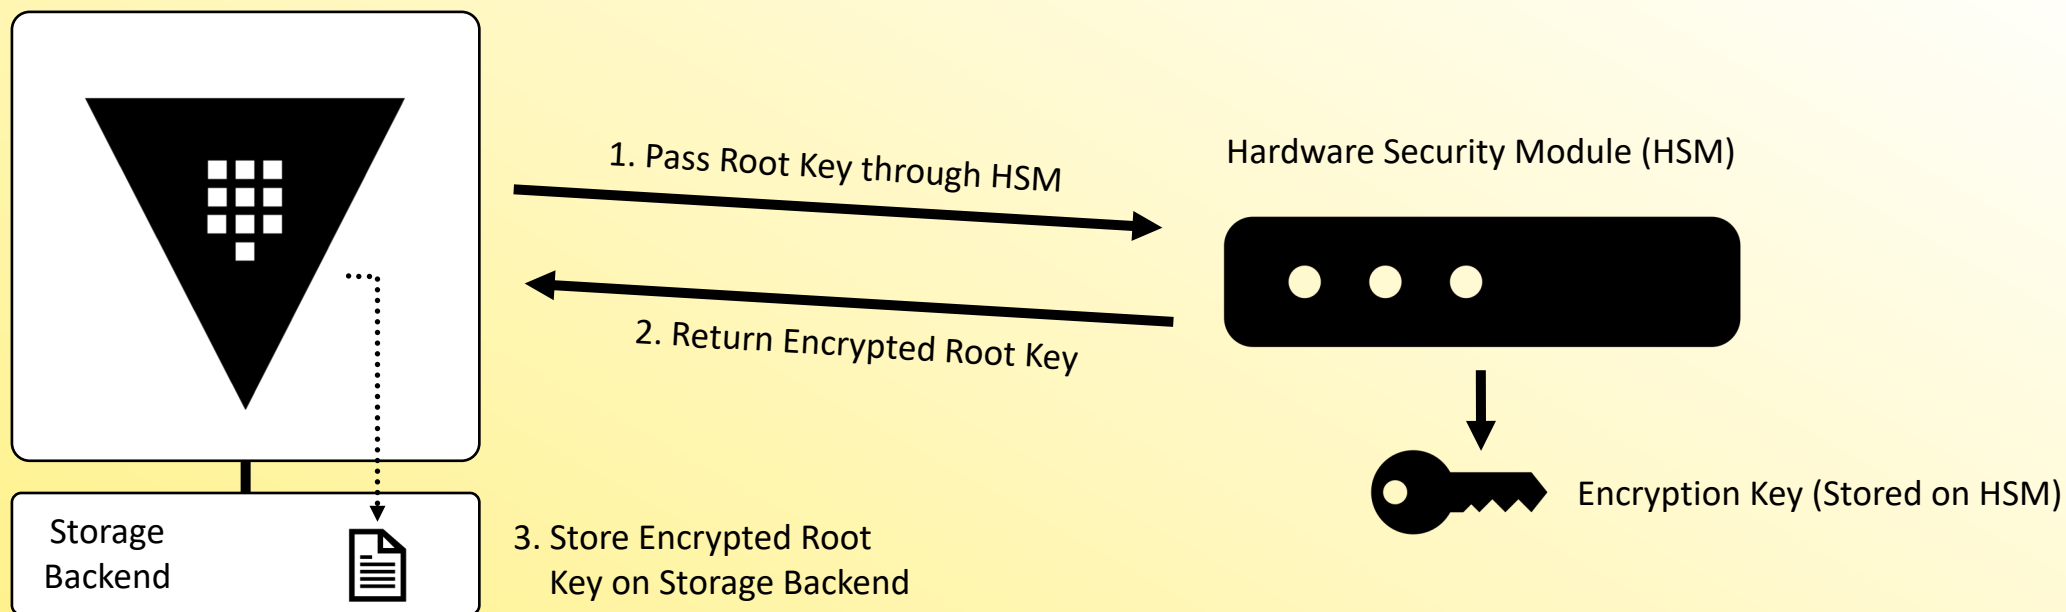 1. Pass Root Key through HSM
Hardware Security Module (HSM)
2. Return Encrypted Root Key
Encryption Key (Stored on HSM)
Storage
Backend
3. Store Encrypted Root
Key on Storage Backend